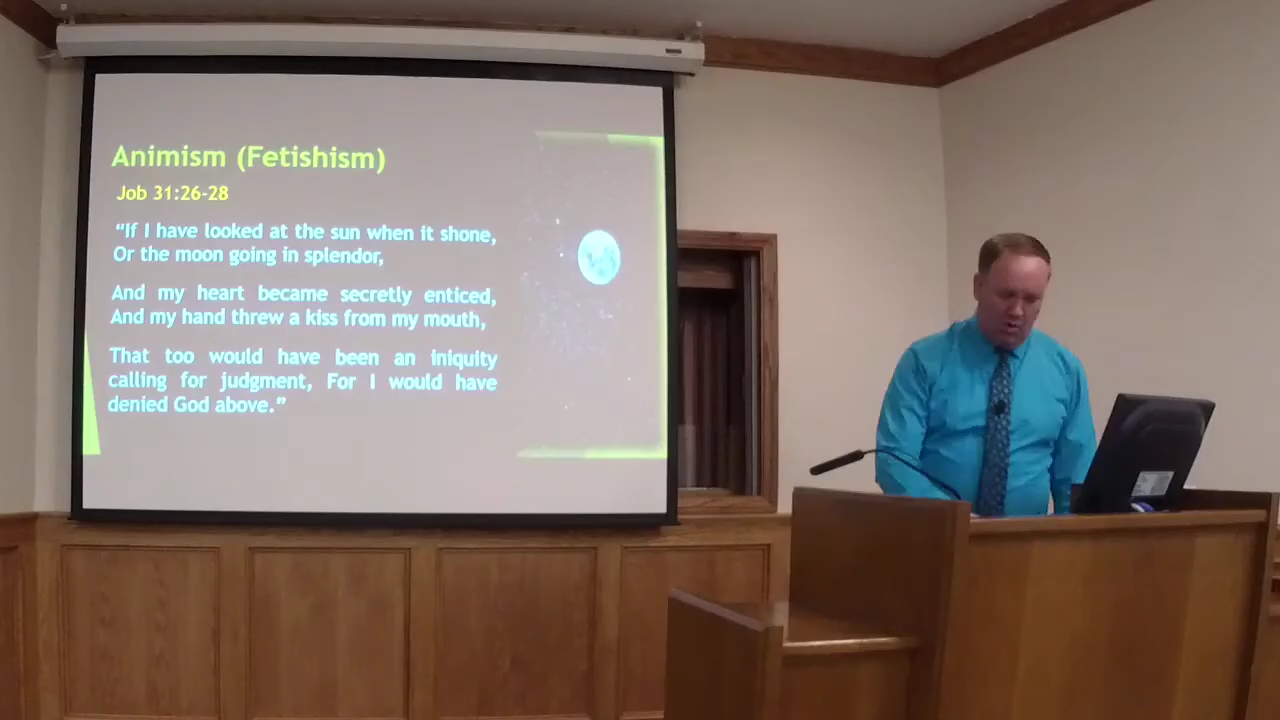 Animism (Fetishism)
Job 31:26-28
“If I have looked at the sun when it shone,
Or the moon going in splendor,
And my heart became secretly enticed,
And my hand threw a kiss from my mouth,
That too would have been an iniquity
calling for judgment, For I would have
denied God above.”